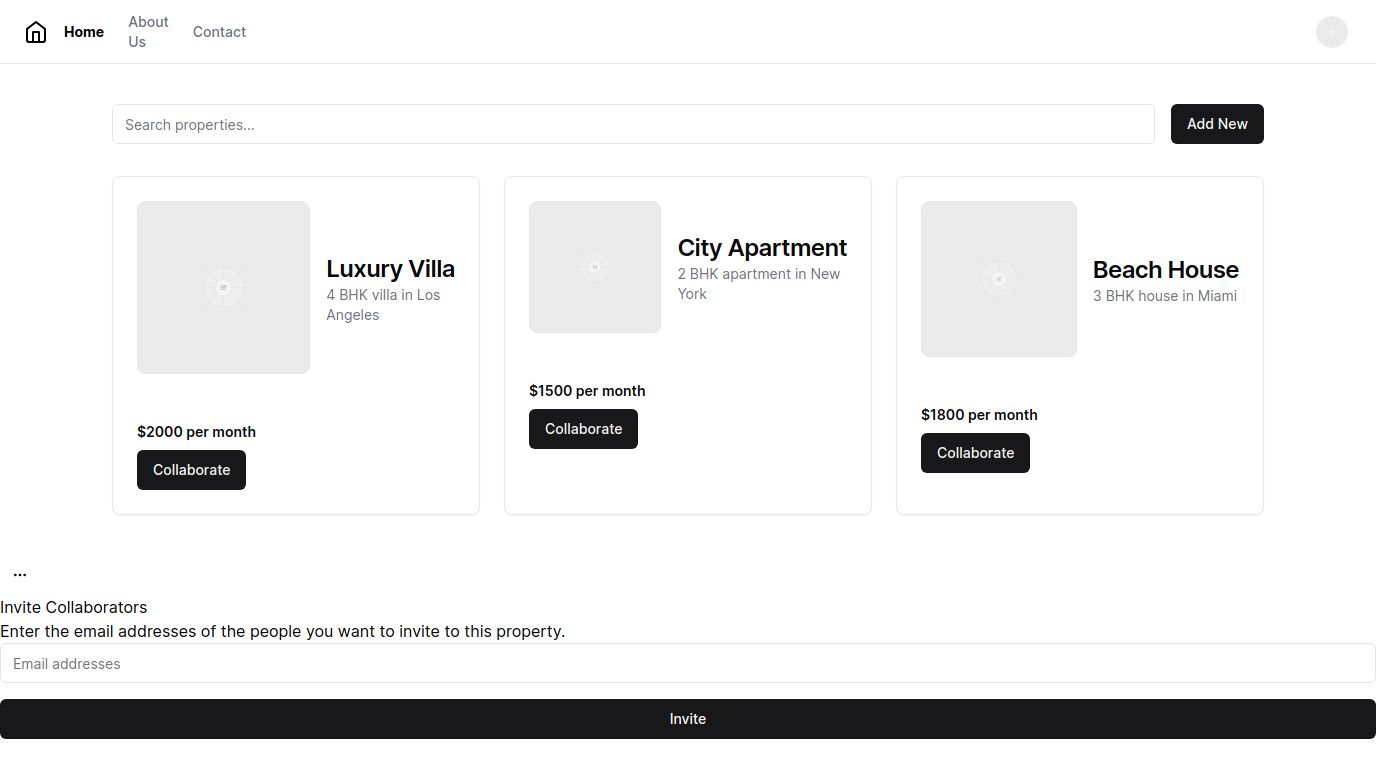 Home
About
Us
Contact
Search properties...
Add New
Luxury Villa
4 BHK villa in Los
Angeles
$2000 per month
Collaborate
City Apartment
2 BHK apartment in New
York
$1500 per month
Collaborate
Beach House
3 BHK house in Miami
$1800 per month
Collaborate
...
Invite Collaborators
Enter the email addresses of the people you want to invite to this property.
Email addresses
Invite